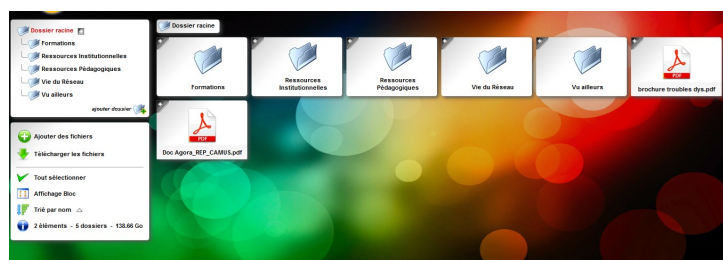 Dossier racine
Formations
Ressources Institutionnelles
Ressources Pédagogiques
Vie du Réseau
Vu ailleurs
ajouter dossier
Ajouter des fichiers
Télécharger les fichiers
Tout sélectionner
Affichage Bloc
Trié par nom
2 éléments - 5 dossiers - 138.66 Go
Dossier racine
Formations
Ressources
Institutionnelles
Ressources
Pédagogiques
Vie du Réseau
Vu ailleurs
PDF
brochure troubles dys.pdf
PDF
Doc Agora_REP_CAMUS.pdf